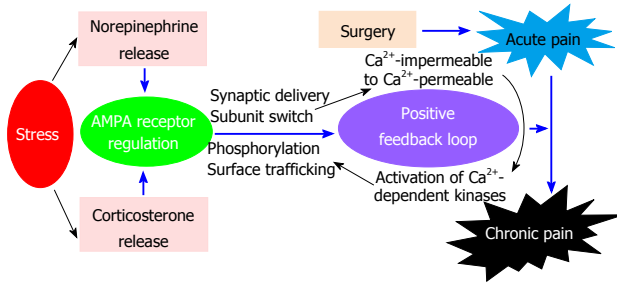 Norepinephrine
release
Surgery
Acute pain
Ca²⁺-impermeable
to Ca²⁺-permeable
Synaptic delivery
Subunit switch
Stress
AMPA receptor
regulation
Positive
feedback loop
Phosphorylation
Surface trafficking
Activation of Ca²⁺-
dependent kinases
Corticosterone
release
Chronic pain